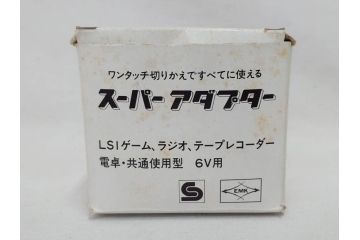 ワンタッチ切りかえですべてに使える
スーパーアダプター
LSIゲーム、ラジオ、テープレコーダー
電卓・共通使用型 6V用
S EMK